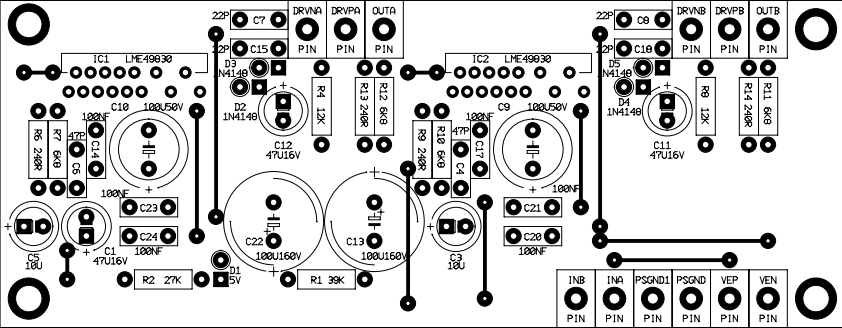 22P C7 DRVNA DRVPA OUTA 22P C8 DRVNB DRVPB OUTB
22P C15 PIN PIN PIN 22P C18 PIN PIN PIN
IC1 LME49830 D3 1N4148 IC2 LME49830 D5 1N4148
C10 100U50V D2 1N4148 R4 12K R13 240R R12 6K8 C9 100U50V D4 1N4148 R8 12K R14 240R R11 6K8
100NF 100NF
R6 240R R7 6K8 47P C6 C14 C12 47U16V R9 240R R10 6K8 47P C4 C17 C11 47U16V
100NF C23 100NF C21
C5 10U C1 47U16V C24 100NF C22 100U160V C13 100U160V C3 10U C20 100NF
R2 27K D1 5V R1 39K
INB INA PSGND1 PSGND VEP VEN
PIN PIN PIN PIN PIN PIN